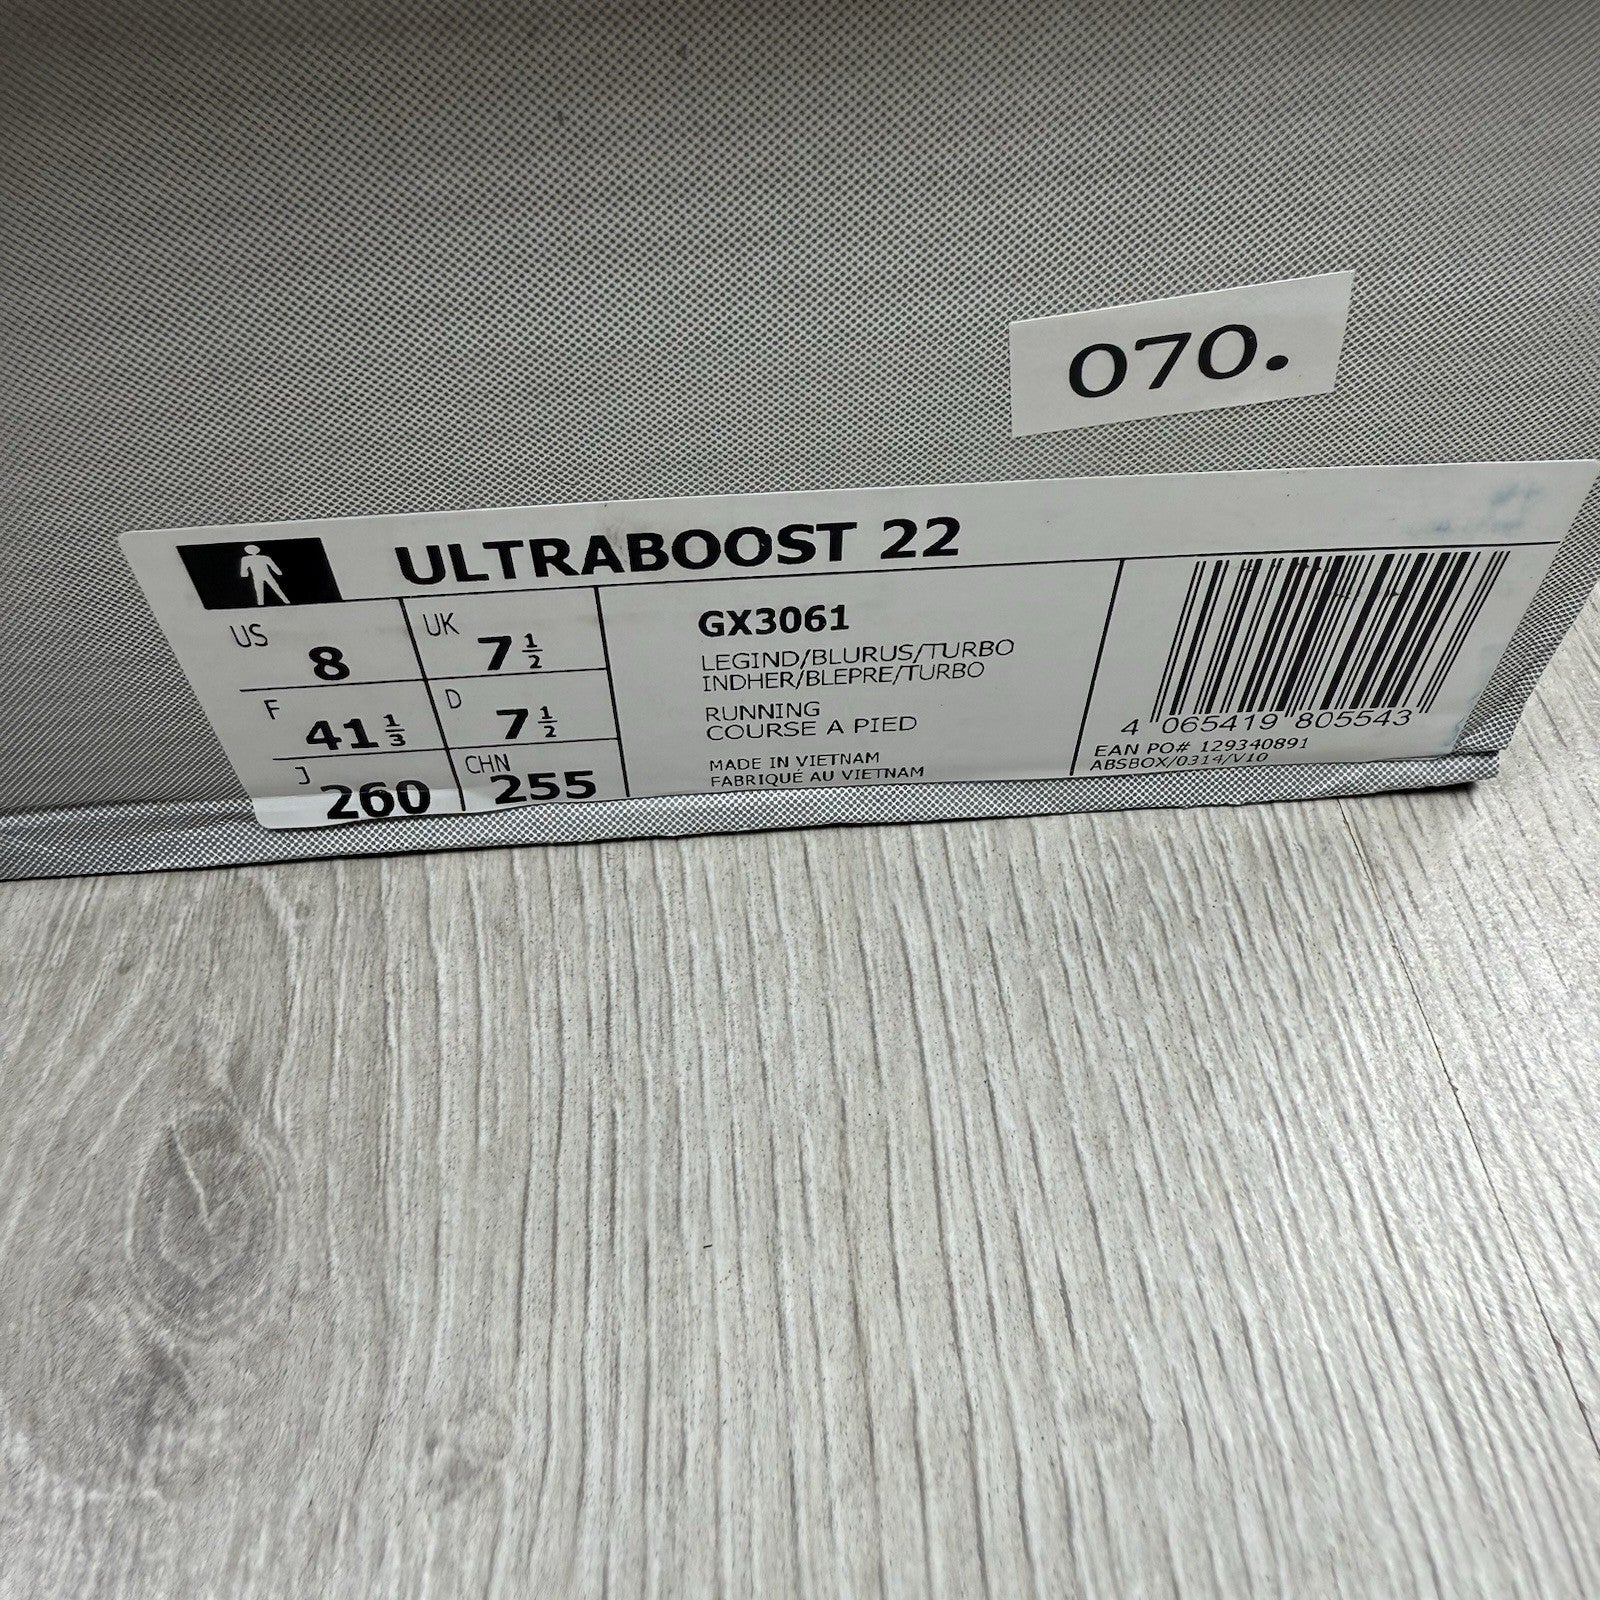 070.
ULTRABOOST 22
US 8
UK 7 1/2
F 41 1/3
D 7 1/2
J 260
CHN 255
GX3061
LEGIND/BLURUS/TURBO
INDHER/BLEPRE/TURBO
RUNNING
COURSE A PIED
MADE IN VIETNAM
FABRIQUÉ AU VIETNAM
4 065419 805543
EAN PO# 129340891
ABSBOX/0314/V10